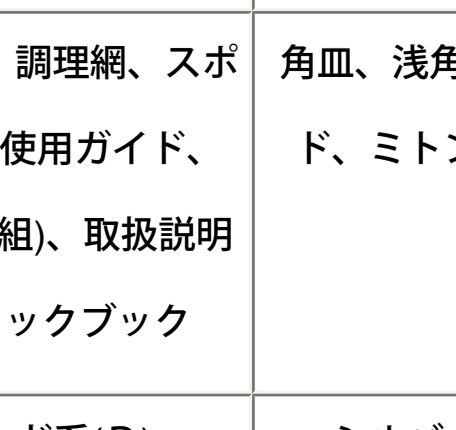 調理網、スポ
使用ガイド、
組)、取扱説明
ックブック
角皿、浅角
ド、ミトン